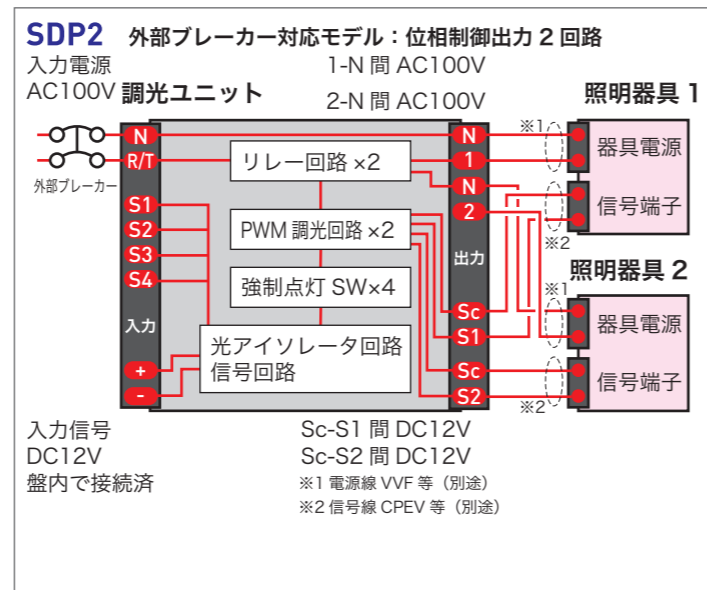 SDP2 外部ブレーカー対応モデル：位相制御出力 2 回路
入力電源
AC100V
1-N 間 AC100V
2-N 間 AC100V
調光ユニット
照明器具 1
外部ブレーカー
N
R/T
S1
S2
S3
S4
入力
+
-
リレー回路 ×2
PWM 調光回路 ×2
強制点灯 SW×4
光アイソレータ回路
信号回路
N
1
N
2
出力
Sc
S1
Sc
S2
※1
器具電源
信号端子
※2
照明器具 2
※1
器具電源
信号端子
※2
入力信号
DC12V
盤内で接続済
Sc-S1 間 DC12V
Sc-S2 間 DC12V
※1 電源線 VVF 等（別途）
※2 信号線 CPEV 等（別途）